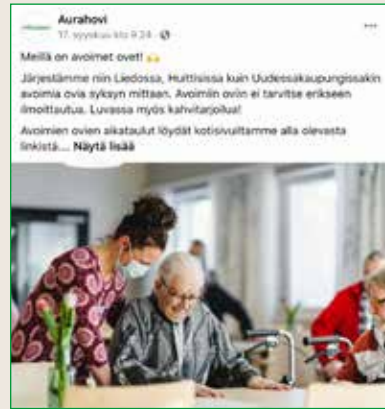 Aurahovi
17. syyskuu klo 9.24 ·
Meillä on avoimet ovet! 🙌
Järjestämme niin Liedossa, Huittisissa kuin Uudessakaupungissakin
avoimia ovia syksyn mittaan. Avoimiin oviin ei tarvitse erikseen
ilmoittautua. Luvassa myös kahvitarjoilua!
Avoimien ovien aikataulut löydät kotisivuiltamme alla olevasta
linkistä.... Näytä lisää